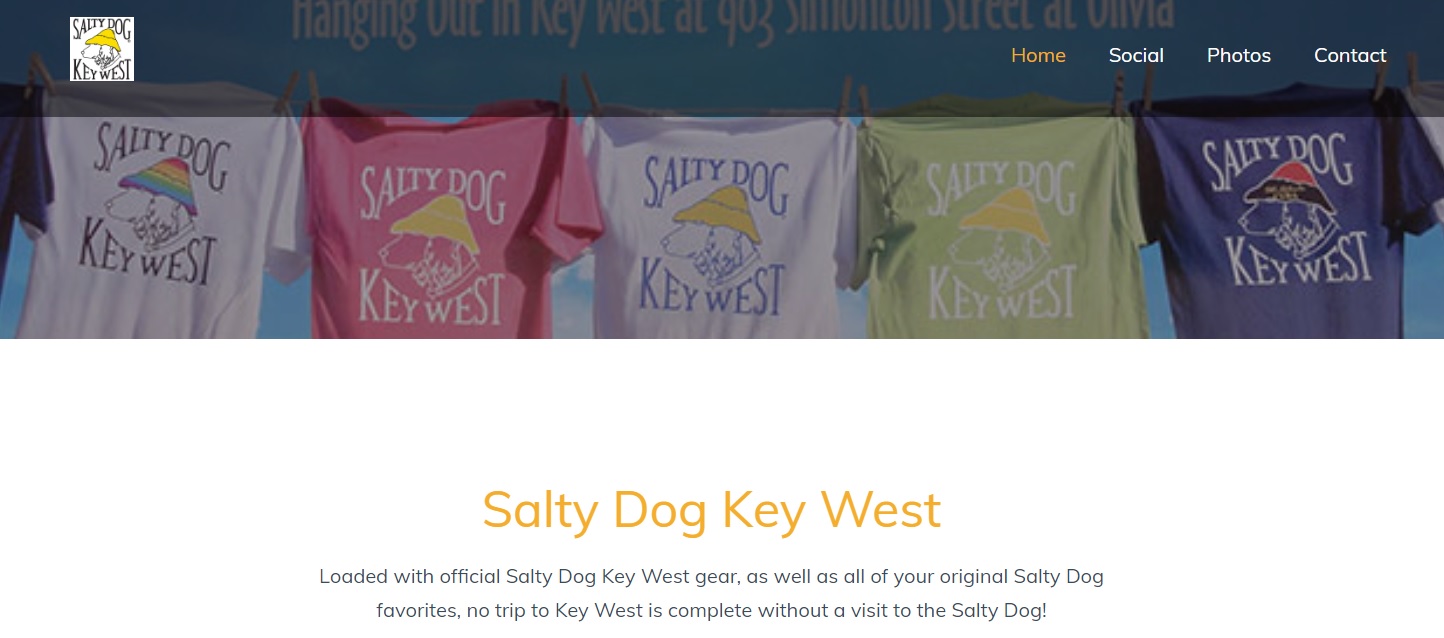 Hanging Out in Key West at 903 Simonton Street at Olivia
SALTY DOG
KEY WEST
Home Social Photos Contact
SALTY DOG
KEY WEST
SALTY DOG
KEY WEST
SALTY DOG
KEY WEST
SALTY DOG
KEY WEST
SALTY DOG
KEY WEST
Salty Dog Key West
Loaded with official Salty Dog Key West gear, as well as all of your original Salty Dog
favorites, no trip to Key West is complete without a visit to the Salty Dog!